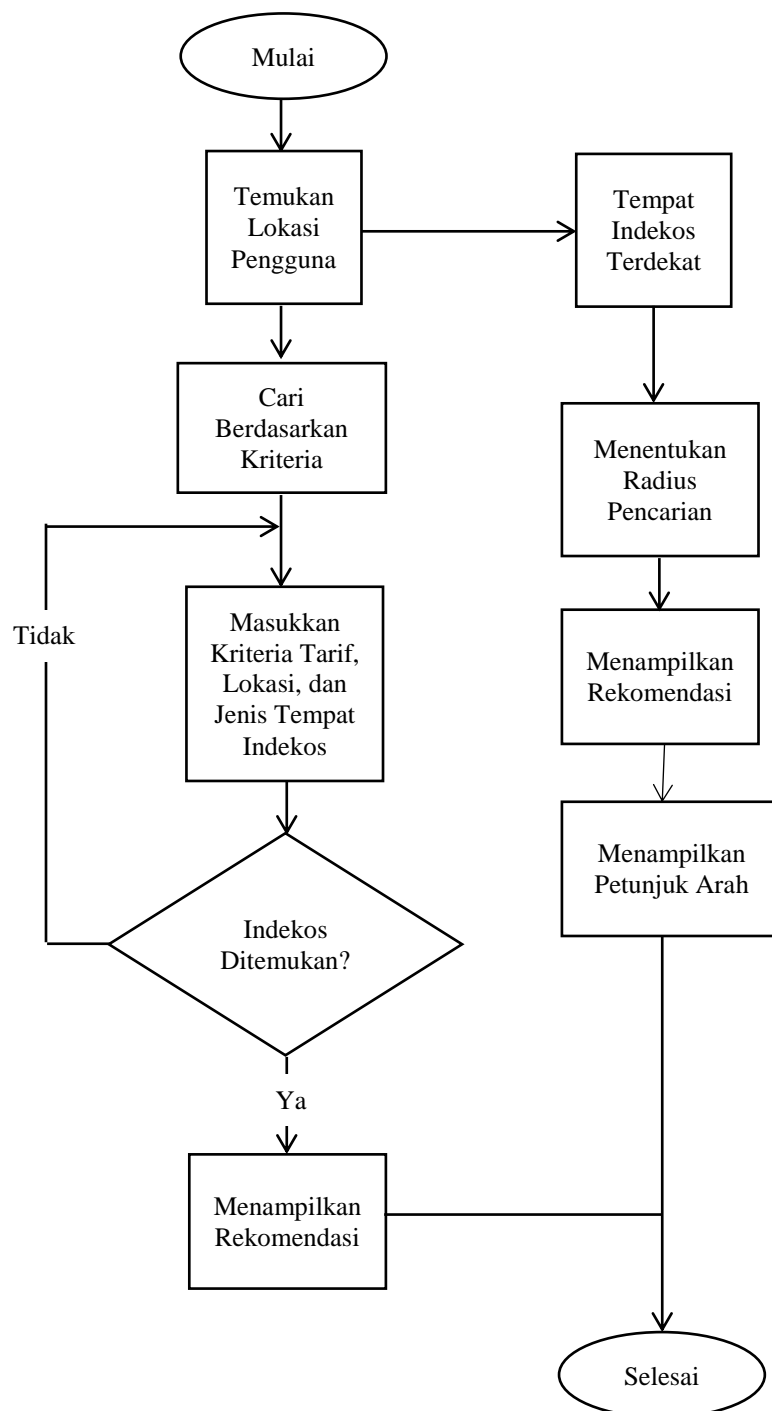 Mulai
Temukan
Lokasi
Pengguna
Tempat
Indekos
Terdekat
Cari
Berdasarkan
Kriteria
Menentukan
Radius
Pencarian
Tidak
Masukkan
Kriteria Tarif,
Lokasi, dan
Jenis Tempat
Indekos
Menampilkan
Rekomendasi
Menampilkan
Petunjuk Arah
Indekos
Ditemukan?
Ya
Menampilkan
Rekomendasi
Selesai